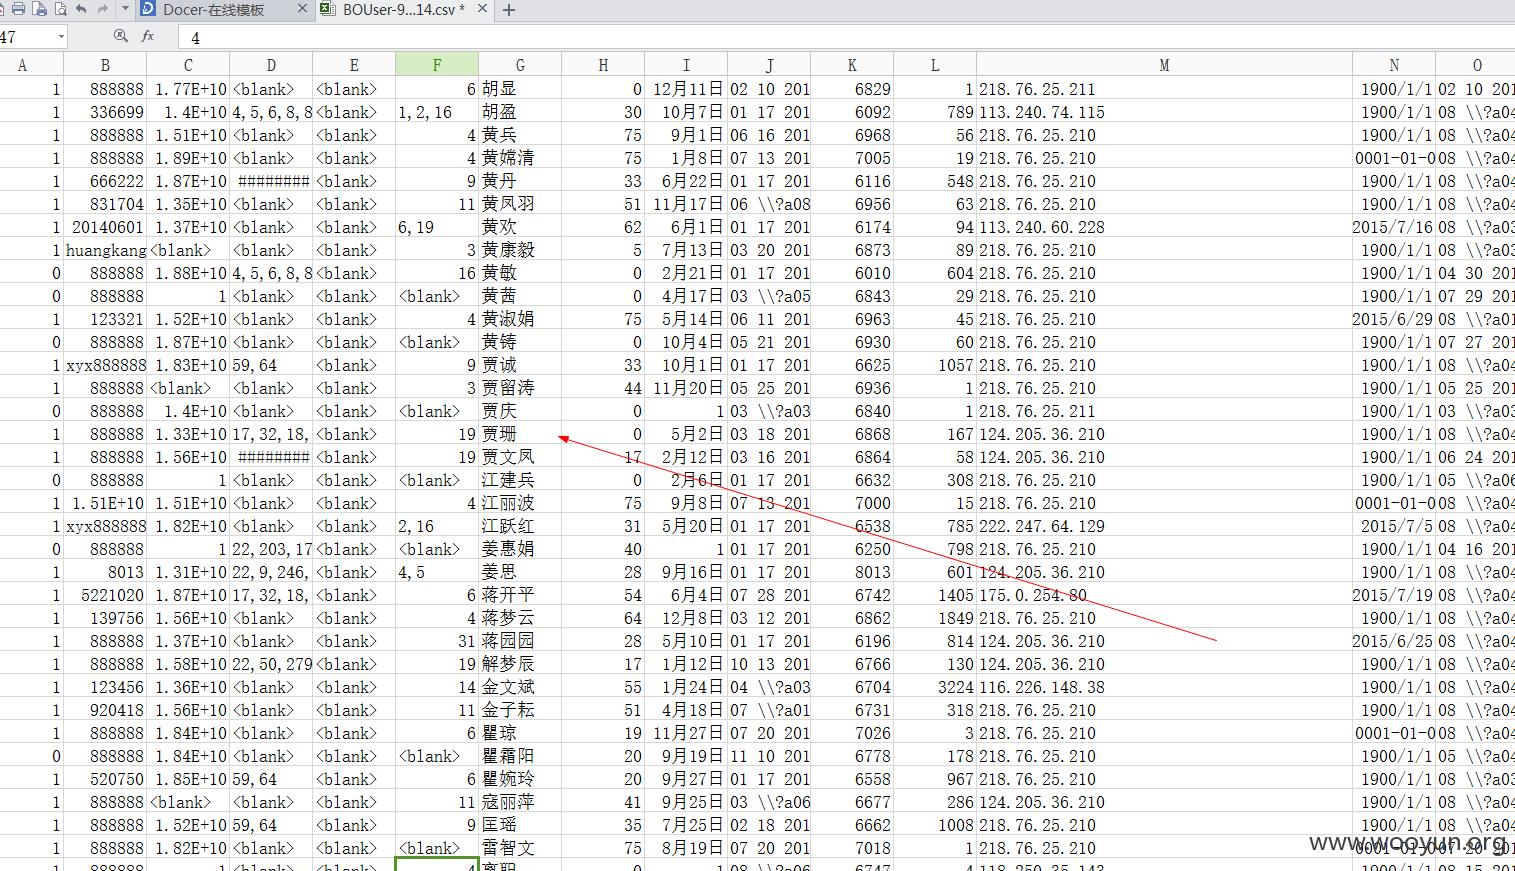 Docer-在线模板 BOUser-9...14.csv *
47 fx 4
A B C D E F G H I J K L M N O
1 888888 1.77E+10 <blank> <blank> 6 胡显 0 12月11日 02 10 201 6829 1 218.76.25.211 1900/1/1 02 10 201
1 336699 1.4E+10 4,5,6,8,8 <blank> 1,2,16 胡盈 30 10月7日 01 17 201 6092 789 113.240.74.115 1900/1/1 08 \\?a04
1 888888 1.51E+10 <blank> <blank> 4 黄兵 75 9月1日 06 16 201 6968 56 218.76.25.210 1900/1/1 08 \\?a04
1 888888 1.89E+10 <blank> <blank> 4 黄嫦清 75 1月8日 07 13 201 7005 19 218.76.25.210 0001-01-0 08 \\?a04
1 666222 1.87E+10 ######## <blank> 9 黄丹 33 6月22日 01 17 201 6116 548 218.76.25.210 1900/1/1 08 \\?a04
1 831704 1.35E+10 <blank> <blank> 11 黄凤羽 51 11月17日 06 \\?a08 6956 63 218.76.25.210 1900/1/1 08 \\?a04
1 20140601 1.37E+10 <blank> <blank> 6,19 黄欢 62 6月1日 01 17 201 6174 94 113.240.60.228 2015/7/16 08 \\?a03
1 huangkang <blank> <blank> <blank> 3 黄康毅 5 7月13日 03 20 201 6873 89 218.76.25.210 1900/1/1 08 \\?a03
0 888888 1.88E+10 4,5,6,8,8 <blank> 16 黄敏 0 2月21日 01 17 201 6010 604 218.76.25.210 1900/1/1 04 30 201
0 888888 1 <blank> <blank> <blank> 黄茜 0 4月17日 03 \\?a05 6843 29 218.76.25.210 1900/1/1 07 29 201
1 123321 1.52E+10 <blank> <blank> 4 黄淑娟 75 5月14日 06 11 201 6963 45 218.76.25.210 2015/6/29 08 \\?a01
0 888888 1.87E+10 <blank> <blank> <blank> 黄铸 0 10月4日 05 21 201 6930 60 218.76.25.210 1900/1/1 07 27 201
1 xyx888888 1.83E+10 59,64 <blank> 9 贾诚 33 10月1日 01 17 201 6625 1057 218.76.25.210 1900/1/1 08 \\?a04
1 888888 <blank> <blank> <blank> 3 贾留涛 44 11月20日 05 25 201 6936 1 218.76.25.210 1900/1/1 05 25 201
0 888888 1.4E+10 <blank> <blank> <blank> 贾庆 0 1 03 \\?a03 6840 1 218.76.25.211 1900/1/1 03 \\?a03
1 888888 1.33E+10 17,32,18, <blank> 19 贾珊 0 5月2日 03 18 201 6868 167 124.205.36.210 1900/1/1 08 \\?a04
1 888888 1.56E+10 ######## <blank> 19 贾文凤 17 2月12日 03 16 201 6864 58 124.205.36.210 1900/1/1 06 24 201
0 888888 1 <blank> <blank> <blank> 江建兵 0 2月6日 01 17 201 6632 308 218.76.25.210 1900/1/1 05 \\?a06
1 1.51E+10 1.51E+10 <blank> <blank> 4 江丽波 75 9月8日 07 13 201 7000 15 218.76.25.210 0001-01-0 08 \\?a04
1 xyx888888 1.82E+10 <blank> <blank> 2,16 江跃红 31 5月20日 01 17 201 6538 785 222.247.64.129 2015/7/5 08 \\?a04
0 888888 1 22,203,17 <blank> <blank> 姜惠娟 40 1 01 17 201 6250 798 218.76.25.210 1900/1/1 04 16 201
1 8013 1.31E+10 22,9,246, <blank> 4,5 姜思 28 9月16日 01 17 201 8013 601 124.205.36.210 1900/1/1 08 \\?a04
1 5221020 1.87E+10 17,32,18, <blank> 6 蒋开平 54 6月4日 07 28 201 6742 1405 175.0.254.80 2015/7/19 08 \\?a04
1 139756 1.56E+10 <blank> <blank> 4 蒋梦云 64 12月8日 03 12 201 6862 1849 218.76.25.210 1900/1/1 08 \\?a04
1 888888 1.37E+10 <blank> <blank> 31 蒋园园 28 5月10日 01 17 201 6196 814 124.205.36.210 2015/6/25 08 \\?a04
1 888888 1.58E+10 22,50,279 <blank> 19 解梦辰 17 1月12日 10 13 201 6766 130 124.205.36.210 1900/1/1 08 \\?a04
1 123456 1.36E+10 <blank> <blank> 14 金文斌 55 1月24日 04 \\?a03 6704 3224 116.226.148.38 1900/1/1 08 \\?a04
1 920418 1.56E+10 <blank> <blank> 11 金子耘 51 4月18日 07 \\?a01 6731 318 218.76.25.210 1900/1/1 08 \\?a04
1 888888 1.84E+10 <blank> <blank> 6 瞿琼 19 11月27日 07 20 201 7026 3 218.76.25.210 0001-01-0 08 \\?a04
0 888888 1.84E+10 <blank> <blank> <blank> 瞿霜阳 20 9月19日 11 10 201 6778 178 218.76.25.210 1900/1/1 05 \\?a04
1 520750 1.85E+10 59,64 <blank> 6 瞿婉玲 20 9月27日 01 17 201 6558 967 218.76.25.210 1900/1/1 08 \\?a03
1 888888 <blank> <blank> <blank> 11 寇丽萍 41 9月25日 03 \\?a06 6677 286 124.205.36.210 1900/1/1 08 \\?a04
1 888888 1.52E+10 59,64 <blank> 9 匡瑶 35 7月25日 02 18 201 6662 1008 218.76.25.210 1900/1/1 08 \\?a04
1 888888 1.82E+10 <blank> <blank> <blank> 雷智文 75 8月19日 07 20 201 7018 1 218.76.25.210 0001-01-0 07 20 201
1 888888 1 <blank> <blank> 4 离职 0 1 08 \\?a06 6747 4 118.250.35.143 1900/1/1 08 15 201
www.wooyun.org